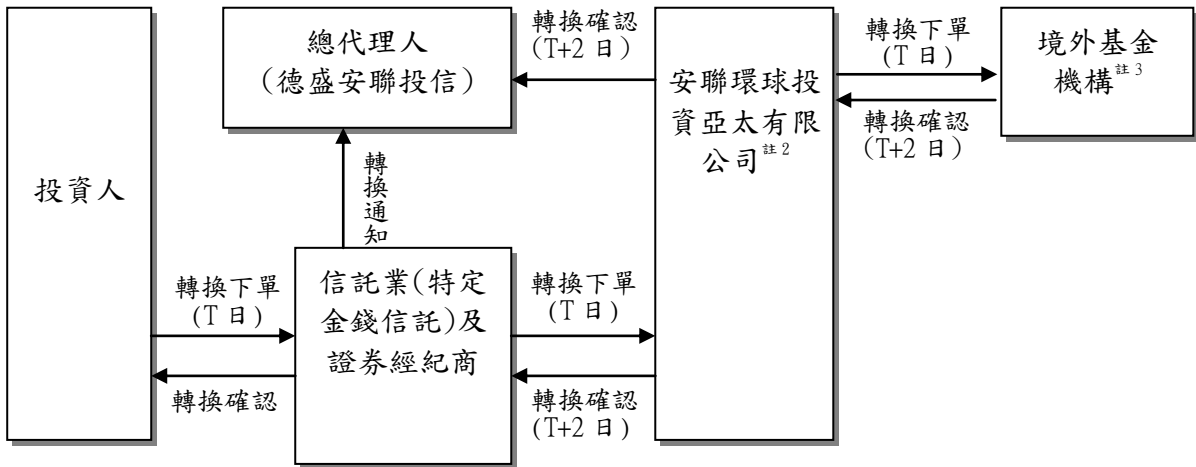 投資人
總代理人
(德盛安聯投信)
轉換確認
(T+2 日)
安聯環球投
資亞太有限
公司註 2
轉換下單
(T 日)
轉換確認
(T+2 日)
境外基金
機構註 3
轉
換
通
知
轉換下單
(T 日)
轉換確認
信託業(特定
金錢信託)及
證券經紀商
轉換下單
(T 日)
轉換確認
(T+2 日)